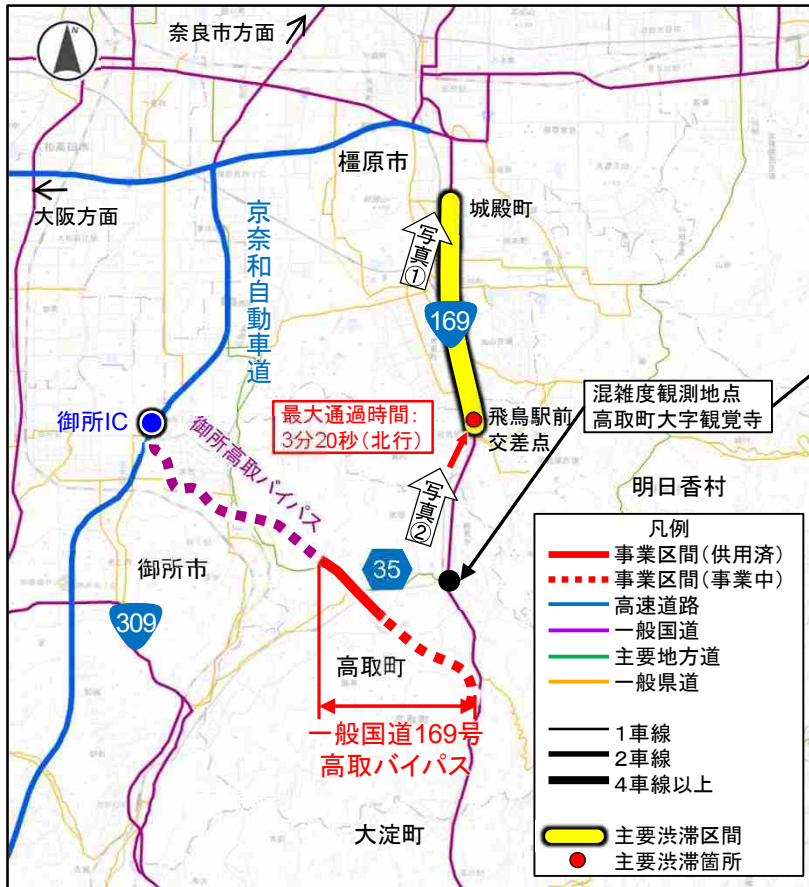 奈良市方面
橿原市
大阪方面
城殿町
写真①
京奈和自動車道
169
混雑度観測地点
高取町大字観覚寺
最大通過時間:
3分20秒(北行)
飛鳥駅前
交差点
御所IC
御所高取バイパス
写真②
明日香村
御所市
35
309
高取町
一般国道169号
高取バイパス
大淀町
凡例
事業区間(供用済)
事業区間(事業中)
高速道路
一般国道
主要地方道
一般県道
1車線
2車線
4車線以上
主要渋滞区間
主要渋滞箇所